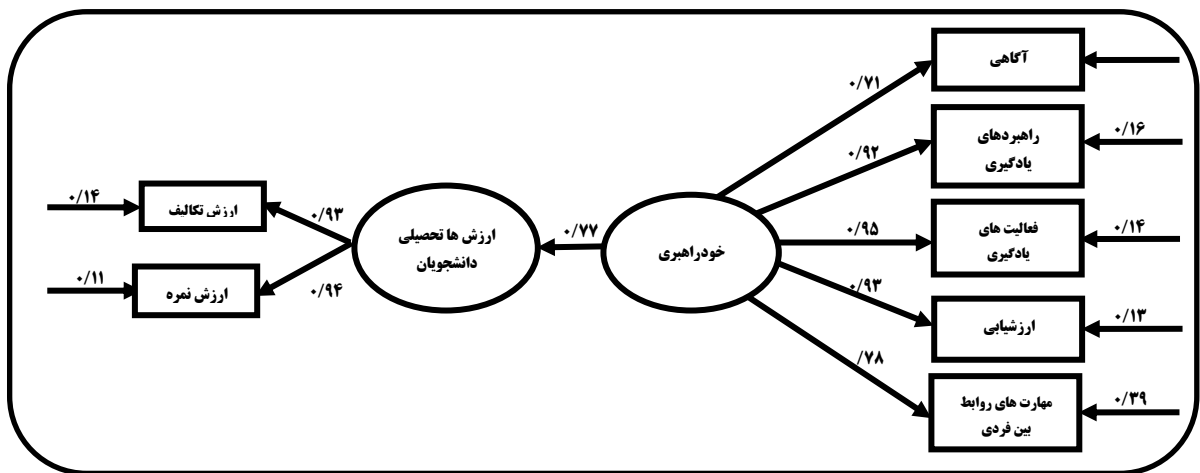 آگاهی
۰/۷۱
راهبردهای
یادگیری
۰/۱۶
۰/۹۲
ارزش تکالیف
۰/۱۴
۰/۹۳
ارزش ها تحصیلی
دانشجویان
۰/۷۷
خودراهبری
۰/۹۵
فعالیت های
یادگیری
۰/۱۴
ارزش نمره
۰/۱۱
۰/۹۴
۰/۹۳
ارزشیابی
۰/۱۳
/۷۸
مهارت های روابط
بین فردی
۰/۳۹